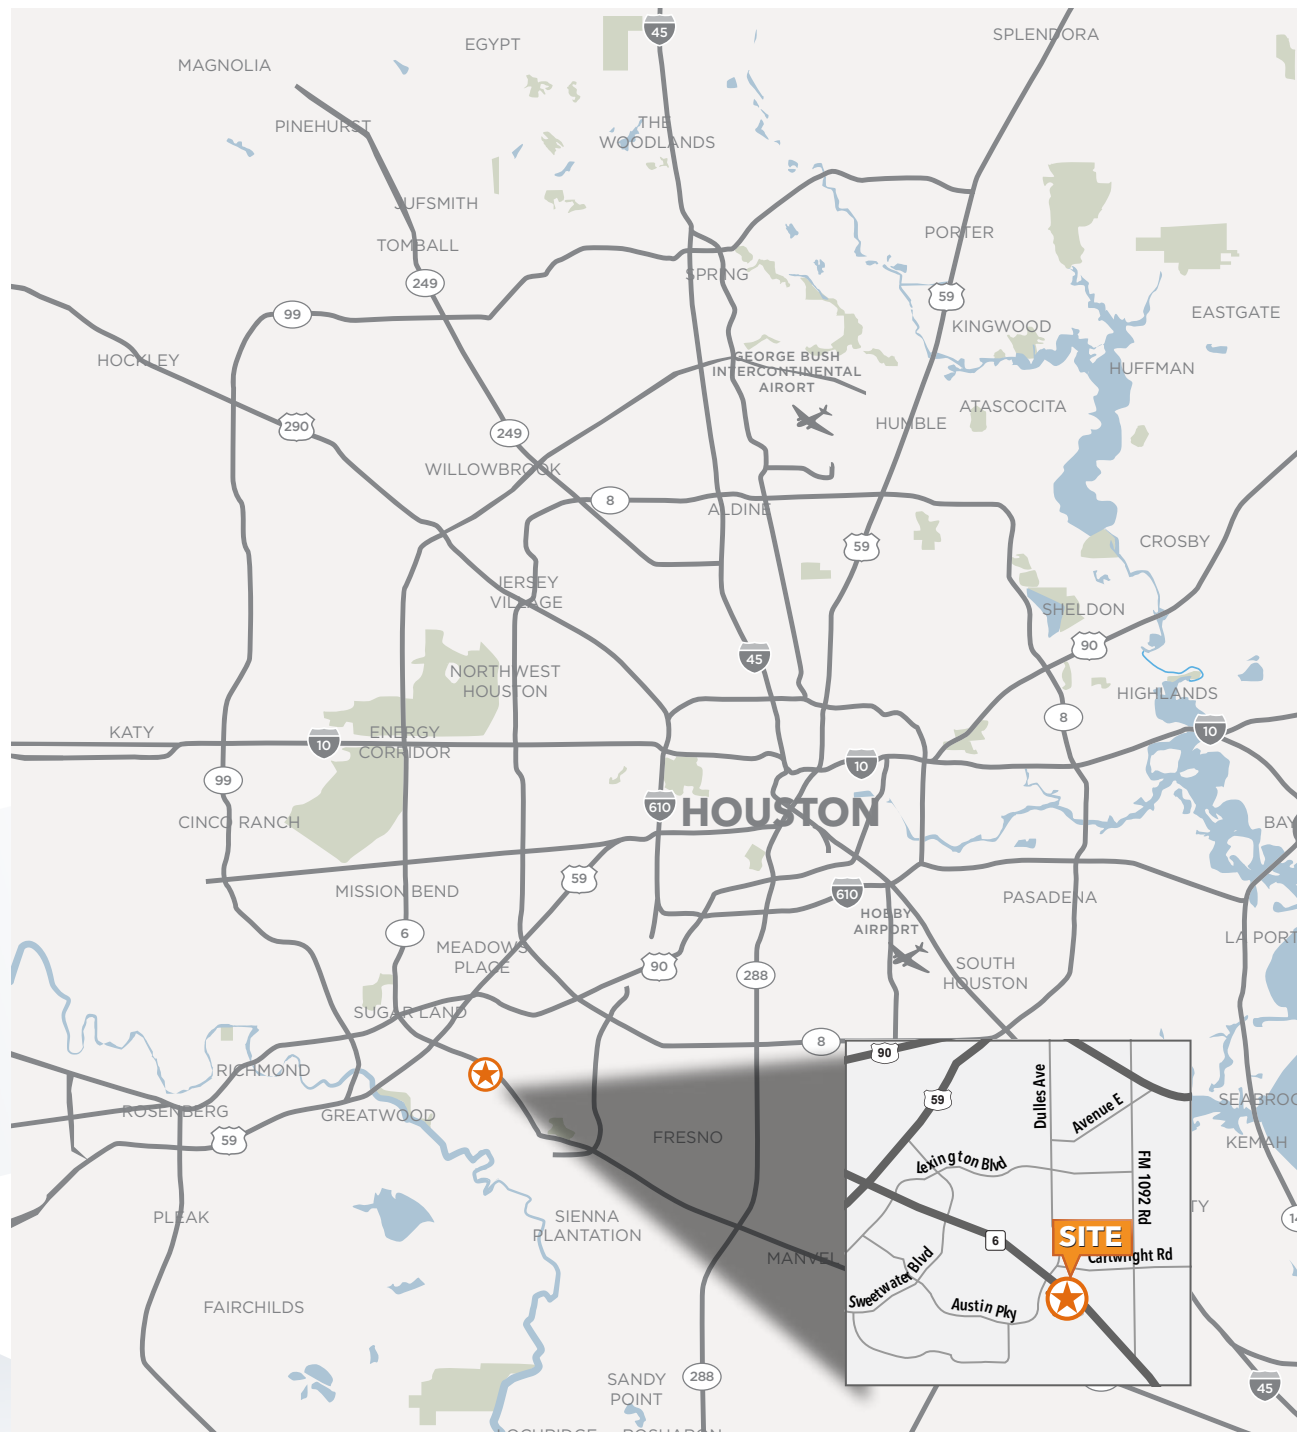 45
SPLENDORA
EGYPT
MAGNOLIA
PINEHURST
THE
WOODLANDS
JUFSMITH
TOMBALL
PORTER
249
SPRING
59
99
EASTGATE
KINGWOOD
HOCKLEY
GEORGE BUSH
INTERCONTINENTAL
AIRORT
HUFFMAN
ATASCOCITA
HUMBLE
290
249
WILLOWBROOK
8
ALDINE
59
CROSBY
JERSEY
VILLAGE
SHELDON
90
45
NORTHWEST
HOUSTON
HIGHLANDS
8
KATY
ENERGY
CORRIDOR
10
10
10
99
610
HOUSTON
CINCO RANCH
BAY
59
MISSION BEND
610
PASADENA
HOBBY
AIRPORT
6
MEADOWS
PLACE
LA PORT
90
288
SOUTH
HOUSTON
SUGAR LAND
8
RICHMOND
ROSENBERG
GREATWOOD
59
FRESNO
SEABROO
KEMAH
PLEAK
SIENNA
PLANTATION
TY
14
MANVEL
FAIRCHILDS
SANDY
POINT
288
45
LOCHRIDGE
ROSHARON
90
59
Dulles Ave
Avenue E
Lexington Blvd
FM 1092 Rd
6
SITE
Cartwright Rd
Sweetwater Blvd
Austin Pky